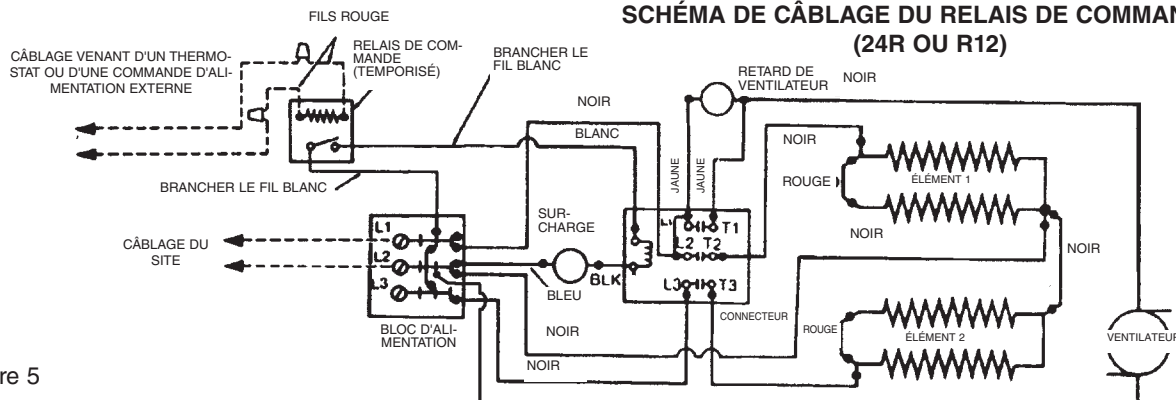 SCHÉMA DE CÂBLAGE DU RELAIS DE COMMAN
(24R OU R12)
FILS ROUGE
CÂBLAGE VENANT D'UN THERMO-
STAT OU D'UNE COMMANDE D'ALI-
MENTATION EXTERNE
RELAIS DE COM-
MANDE
(TEMPORISÉ)
BRANCHER LE
FIL BLANC
RETARD DE
VENTILATEUR
NOIR
NOIR
BLANC
NOIR
JAUNE
JAUNE
ROUGE
ÉLÉMENT 1
BRANCHER LE FIL BLANC
SUR-
CHARGE
L1
T1
NOIR
L1
CÂBLAGE DU
SITE
L2
T2
NOIR
L2
BLK
L3
BLEU
L3
T3
CONNECTEUR
BLOC D'ALI-
MENTATION
NOIR
ROUGE
ÉLÉMENT 2
VENTILATEUR
NOIR
re 5